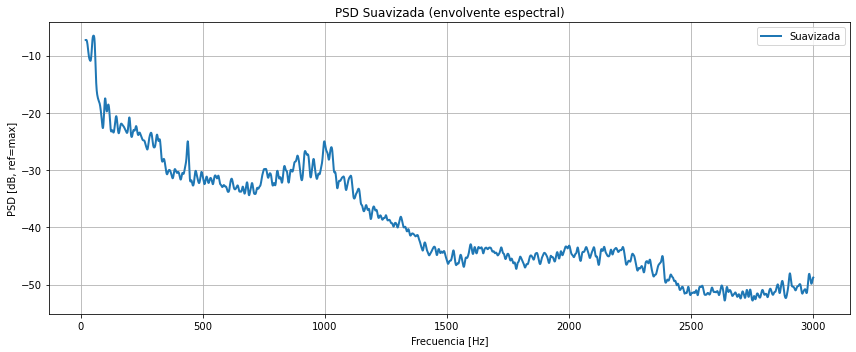 PSD Suavizada (envolvente espectral)
Suavizada
PSD [dB, ref=max]
−10
−20
−30
−40
−50
0 500 1000 1500 2000 2500 3000
Frecuencia [Hz]